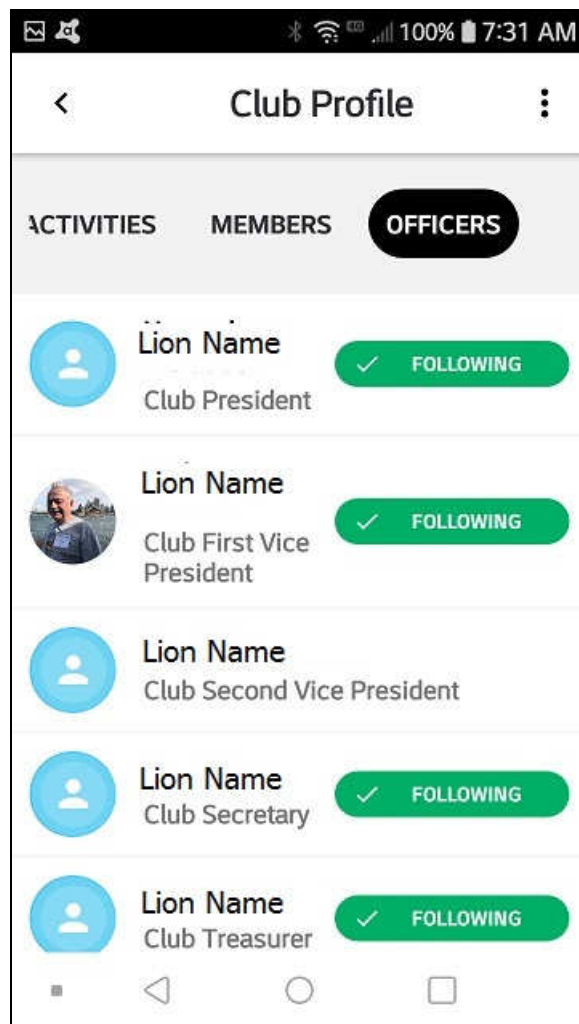 100% 7:31 AM
Club Profile
ACTIVITIES MEMBERS OFFICERS
Lion Name
FOLLOWING
Club President
Lion Name
FOLLOWING
Club First Vice
President
Lion Name
Club Second Vice President
Lion Name
FOLLOWING
Club Secretary
Lion Name
FOLLOWING
Club Treasurer